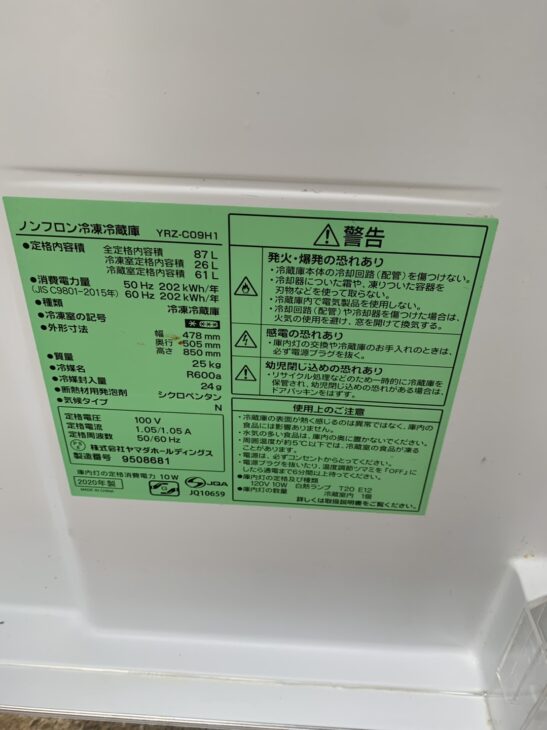 ノンフロン冷凍冷蔵庫 YRZ-C09H1
●定格内容積 全定格内容積 87 L
冷凍室定格内容積 26 L
冷蔵室定格内容積 61 L
●消費電力量 50 Hz 202 kWh/年
(JIS C9801-2015年) 60 Hz 202 kWh/年
●種類 冷凍冷蔵庫
●冷凍室の記号
●外形寸法 幅 478 mm
奥行 505 mm
高さ 850 mm
●質量 25 kg
●冷媒名 R600a
●冷媒封入量 24 g
●断熱材用発泡剤 シクロペンタン
●気候タイプ N
定格電圧 100 V
定格電流 1.05/1.05 A
定格周波数 50/60 Hz
株式会社ヤマダホールディングス
製造番号 9508681
庫内灯の定格消費電力 10W
2020年 製
MADE IN CHINA
JQA
JQ10659
警告
発火・爆発の恐れあり
・冷蔵庫本体の冷却回路(配管)を傷つけない。
・冷却器についた霜や、凍りついた容器を
刃物などを使って取らない。
・冷蔵庫内で電気製品を使用しない。
・冷却回路(配管)や冷却器を傷つけた場合は、
火気の使用を避け、窓を開けて換気する。
感電の恐れあり
・庫内灯の交換や冷蔵庫のお手入れのときは、
必ず電源プラグを抜く。
幼児閉じ込めの恐れあり
・リサイクル処理などのため一時的に冷蔵庫を
保管され、幼児閉じ込めの恐れがある場合は、
ドアパッキンをはずす。
使用上のご注意
・冷蔵庫の表面が熱く感じるのは異常ではなく、庫内の
食品には影響ありません。
・水気の多い食品は、庫内の奥に置かないでください。
・周囲温度が約5℃以下では、冷蔵室の食品が凍る
ことがあります。
・電源は、必ずコンセントからとってください。
・電源プラグを抜いたり、温度調節ツマミを「OFF」に
したら通電まで6分間以上待ってください。
●庫内灯の定格及び種類
120V 10W 白熱ランプ T20 E12
●庫内灯の数量 冷蔵室内 1個
詳しくは取扱説明書をご覧ください。